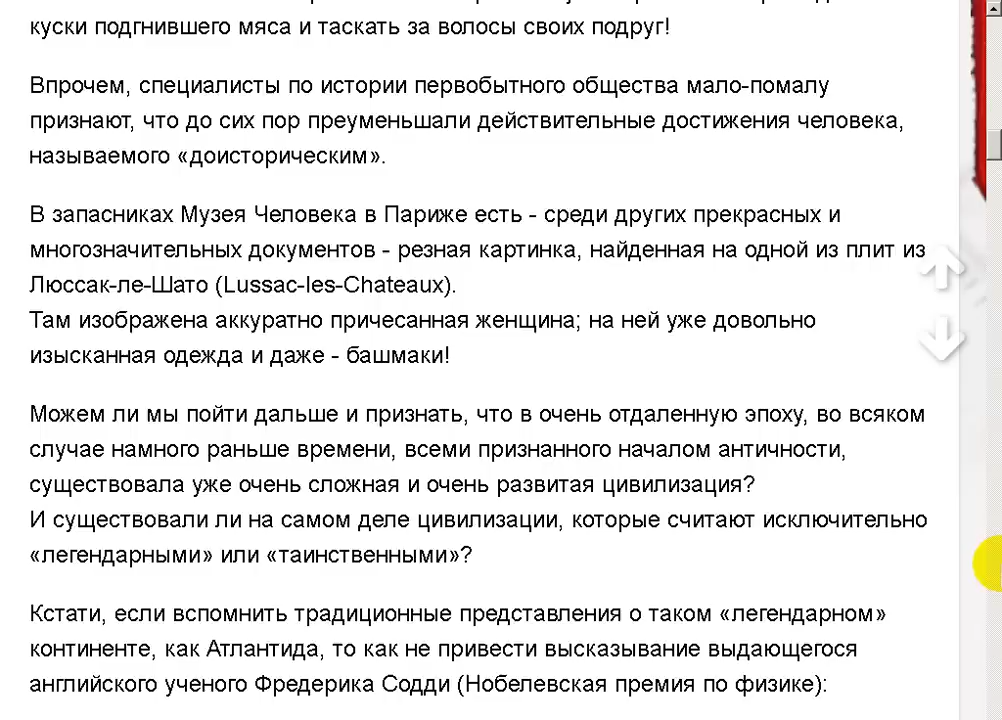 куски подгнившего мяса и таскать за волосы своих подруг!
Впрочем, специалисты по истории первобытного общества мало-помалу
признают, что до сих пор преуменьшали действительные достижения человека,
называемого «доисторическим».
В запасниках Музея Человека в Париже есть - среди других прекрасных и
многозначительных документов - резная картинка, найденная на одной из плит из
Люссак-ле-Шато (Lussac-les-Chateaux).
Там изображена аккуратно причесанная женщина; на ней уже довольно
изысканная одежда и даже - башмаки!
Можем ли мы пойти дальше и признать, что в очень отдаленную эпоху, во всяком
случае намного раньше времени, всеми признанного началом античности,
существовала уже очень сложная и очень развитая цивилизация?
И существовали ли на самом деле цивилизации, которые считают исключительно
«легендарными» или «таинственными»?
Кстати, если вспомнить традиционные представления о таком «легендарном»
континенте, как Атлантида, то как не привести высказывание выдающегося
английского ученого Фредерика Содди (Нобелевская премия по физике):